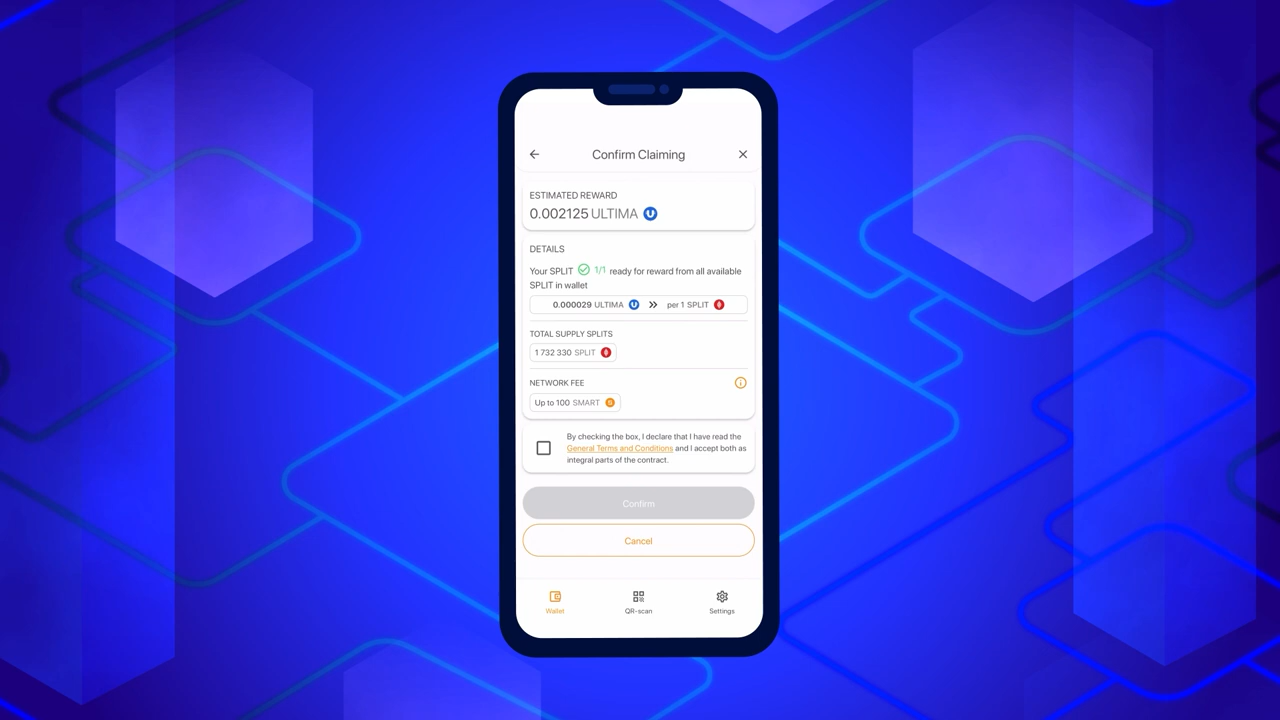 Confirm Claiming
ESTIMATED REWARD
0.002125 ULTIMA
DETAILS
Your SPLIT 1/1 ready for reward from all available
SPLIT in wallet
0.000029 ULTIMA >> per 1 SPLIT
TOTAL SUPPLY SPLITS
1 732 330 SPLIT
NETWORK FEE
Up to 100 SMART
By checking the box, I declare that I have read the
General Terms and Conditions and I accept both as
integral parts of the contract.
Confirm
Cancel
Wallet QR-scan Settings